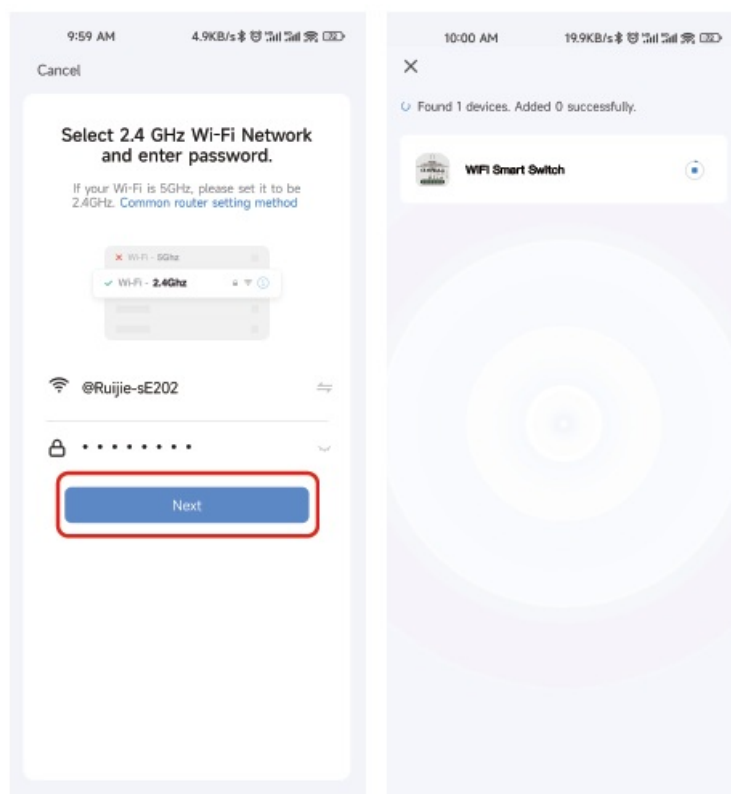 9:59 AM
4.9KB/s
Cancel
Select 2.4 GHz Wi-Fi Network
and enter password.
If your Wi-Fi is 5GHz, please set it to be
2.4GHz. Common router setting method
Wi-Fi - 5Ghz
Wi-Fi - 2.4Ghz
@Ruijie-sE202
Next
10:00 AM
19.9KB/s
Found 1 devices. Added 0 successfully.
WIFI Smart Switch